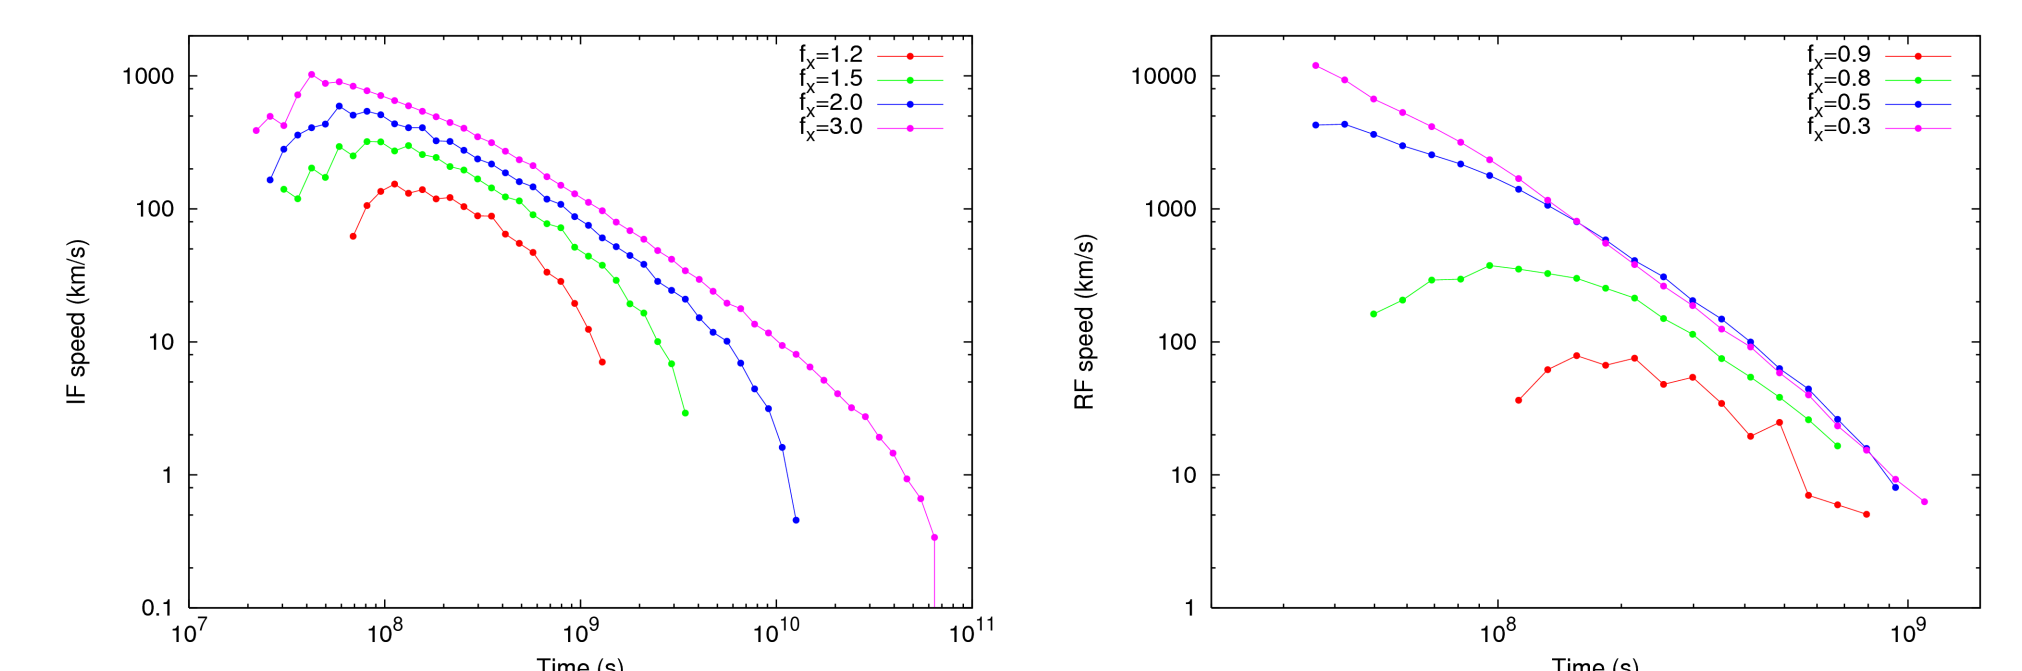 IF speed (km/s)
1000
100
10
1
0.1
10^7
10^8
10^9
10^10
10^11
Time (s)
f_x=1.2
f_x=1.5
f_x=2.0
f_x=3.0
RF speed (km/s)
10000
1000
100
10
1
10^8
10^9
Time (s)
f_x=0.9
f_x=0.8
f_x=0.5
f_x=0.3